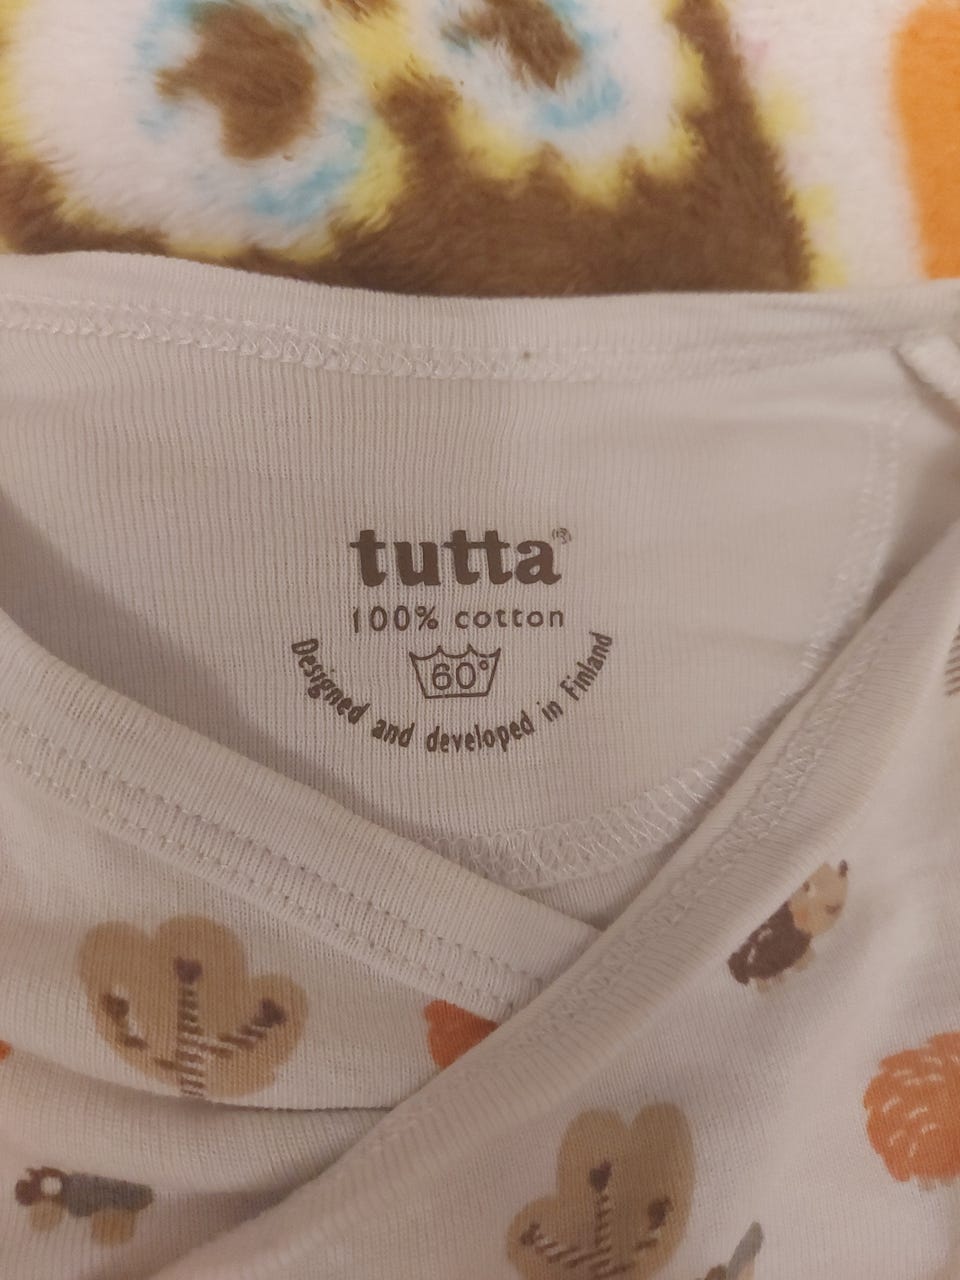 tutta®
100% cotton
60°
Designed and developed in Finland